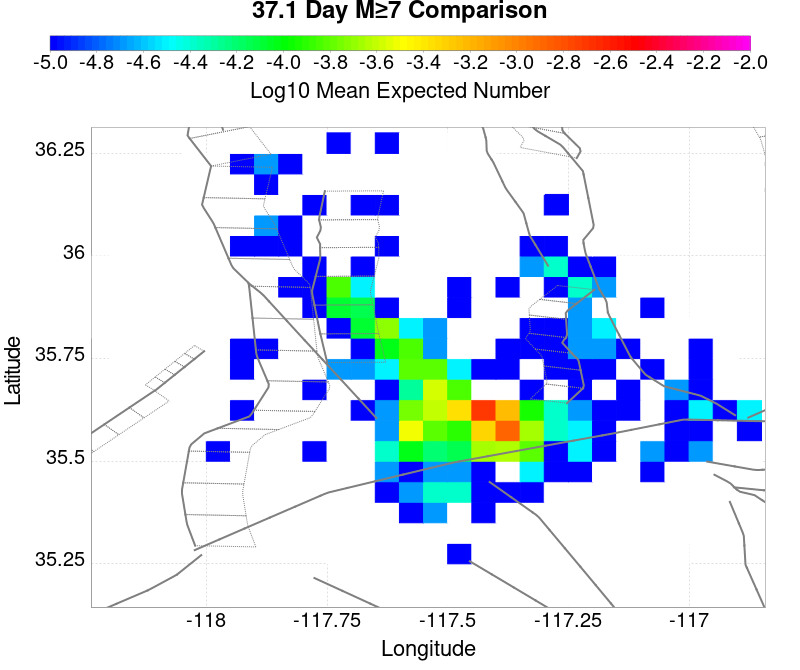 37.1 Day M≥7 Comparison
-5.0 -4.8 -4.6 -4.4 -4.2 -4.0 -3.8 -3.6 -3.4 -3.2 -3.0 -2.8 -2.6 -2.4 -2.2 -2.0
Log10 Mean Expected Number
36.25
36
35.75
35.5
35.25
Latitude
-118 -117.75 -117.5 -117.25 -117
Longitude